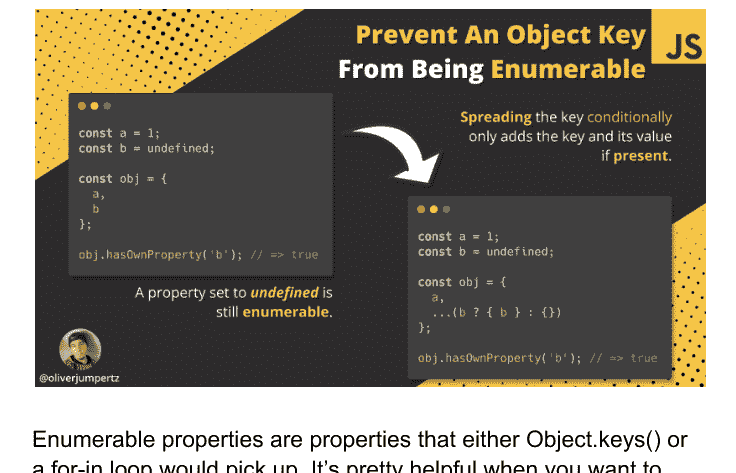 Prevent An Object Key
From Being Enumerable
JS
const a = 1;
const b = undefined;
const obj = {
a,
b
};
obj.hasOwnProperty('b'); // => true
A property set to undefined is
still enumerable.
@oliverjumpertz
Spreading the key conditionally
only adds the key and its value
if present.
const a = 1;
const b = undefined;
const obj = {
a,
...(b ? { b } : {})
};
obj.hasOwnProperty('b'); // => true
Enumerable properties are properties that either Object.keys() or
a for-in loop would pick up. It's pretty helpful when you want to